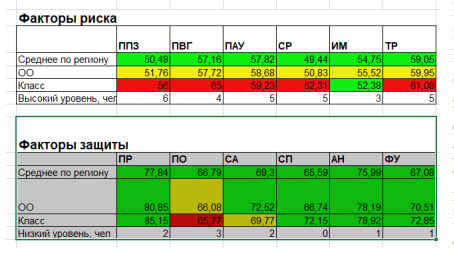 Факторы риска
ППЗ ПВГ ПАУ СР ИМ ТР
Среднее по региону 50,49 57,16 57,82 49,44 54,75 59,05
ОО 51,76 57,72 58,68 50,83 55,52 59,95
Класс 56 65 59,23 52,31 52,38 61,08
Высокий уровень, чел 6 4 5 5 3 5
Факторы защиты
ПР ПО СА СП АН ФУ
Среднее по региону 77,84 66,79 69,3 65,59 75,99 67,08
ОО 80,85 66,08 72,52 66,74 78,19 70,51
Класс 85,15 65,77 69,77 72,15 78,92 72,85
Низкий уровень, чел 2 3 2 0 1 1